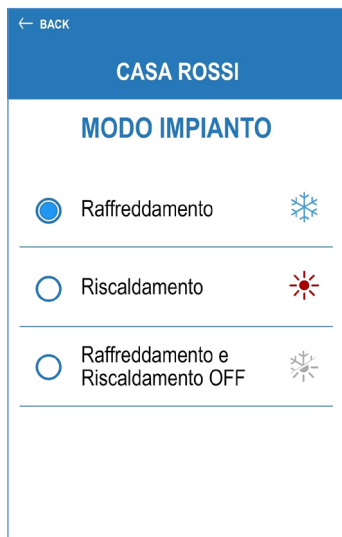 BACK
CASA ROSSI
MODO IMPIANTO
Raffreddamento
Riscaldamento
Raffreddamento e
Riscaldamento OFF